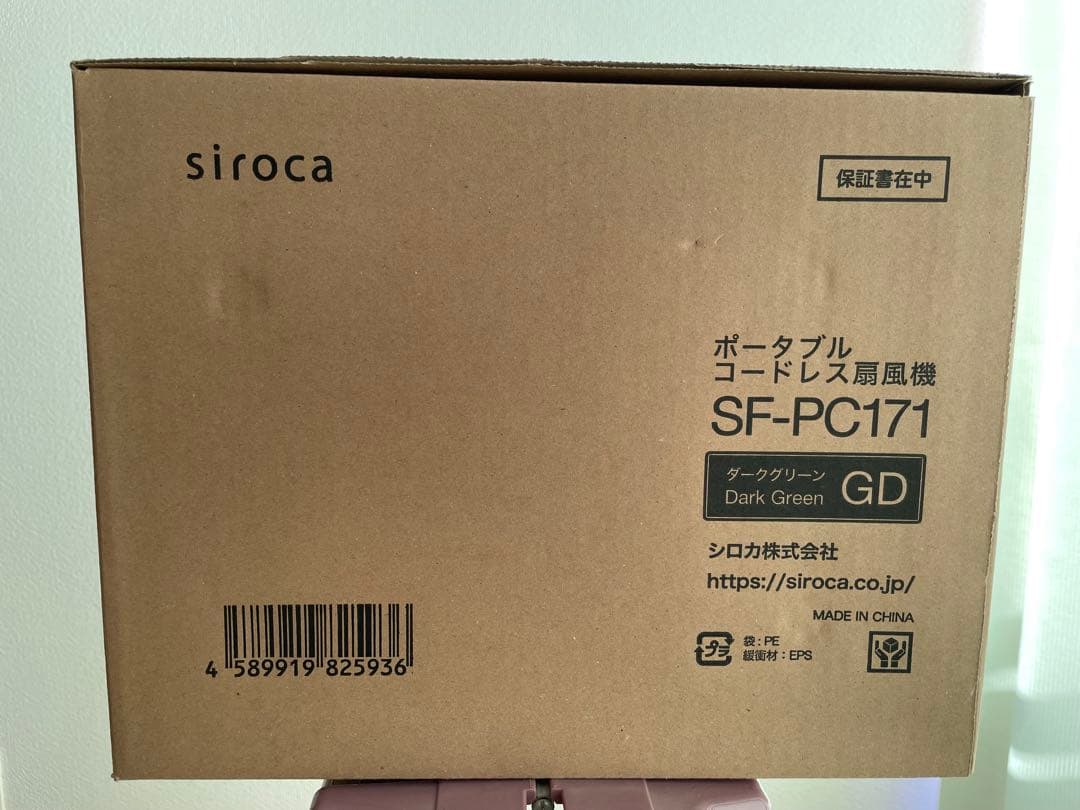 siroca
保証書在中
ポータブル
コードレス扇風機
SF-PC171
ダークグリーン
Dark Green
GD
シロカ株式会社
https://siroca.co.jp/
MADE IN CHINA
プラ
袋:PE
緩衝材:EPS
4 589919 825936